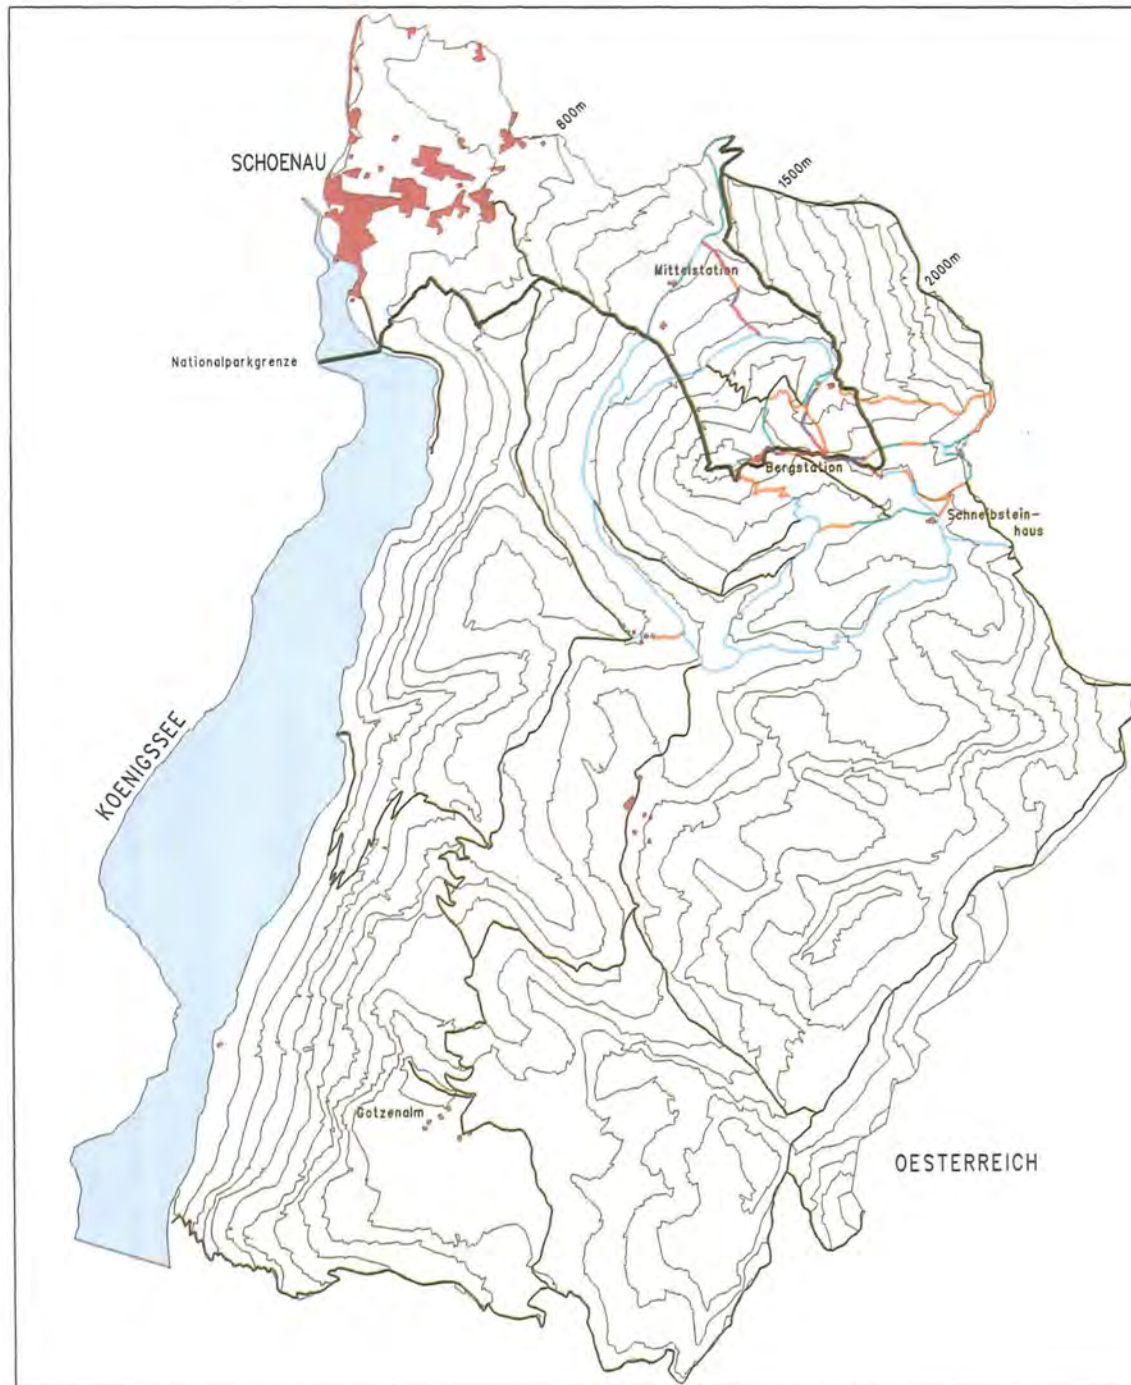 800m
SCHOENAU
1500m
Mittelstation
2000m
Nationalparkgrenze
Bergstation
Schneibstein-
haus
KOENIGSSEE
Gotzenalm
OESTERREICH